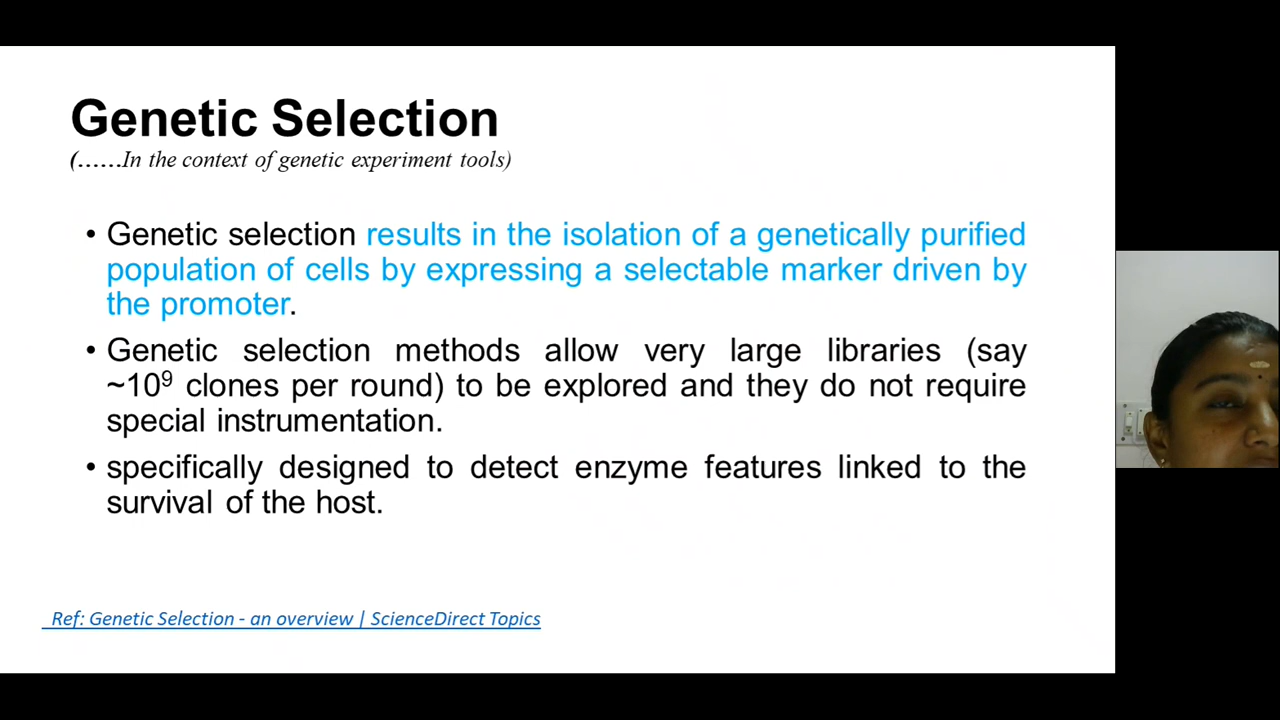 Genetic Selection
(......In the context of genetic experiment tools)
• Genetic selection results in the isolation of a genetically purified
population of cells by expressing a selectable marker driven by
the promoter.
• Genetic selection methods allow very large libraries (say
~10⁹ clones per round) to be explored and they do not require
special instrumentation.
• specifically designed to detect enzyme features linked to the
survival of the host.
Ref: Genetic Selection - an overview | ScienceDirect Topics